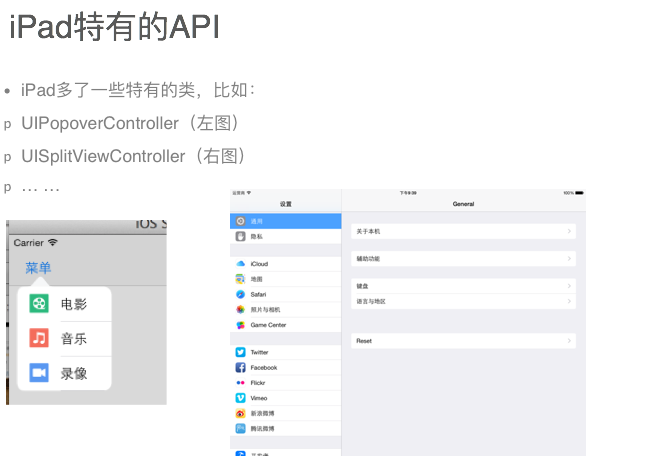 iPad特有的API
• iPad多了一些特有的类，比如：
p UIPopoverController（左图）
p UISplitViewController（右图）
p … …
iOS S
Carrier
菜单
电影
音乐
录像
下午8:39
100%
设置
General
通用
隐私
iCloud
地图
Safari
照片与相机
Game Center
Twitter
Facebook
Flickr
Vimeo
新浪微博
腾讯微博
关于本机
辅助功能
键盘
语言与地区
Reset